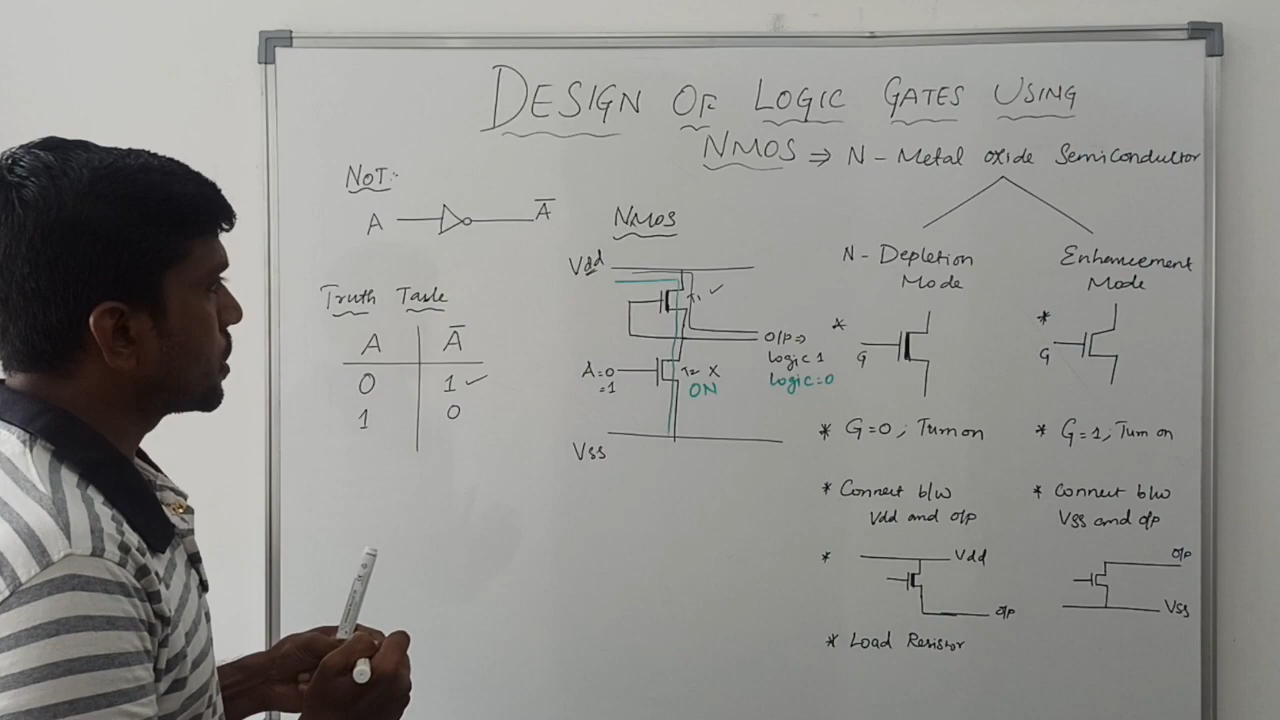 DESIGN OF LOGIC GATES USING
NMOS ⇒ N - Metal oxide Semiconductor
NOT:-
A
A̅
Truth Table
A A̅
0 1 ✓
1 0
NMOS
Vdd
T1 ✓
O/P ⇒
logic 1
logic=0
A=0
=1
T2 X
ON
Vss
N - Depletion
Mode
*
G
* G=0; Turn on
* Connect b/w
Vdd and o/p
*
Vdd
o/p
* Load Resistor
Enhancement
Mode
*
G
* G=1; Turn on
* Connect b/w
Vss and o/p
O/P
Vss